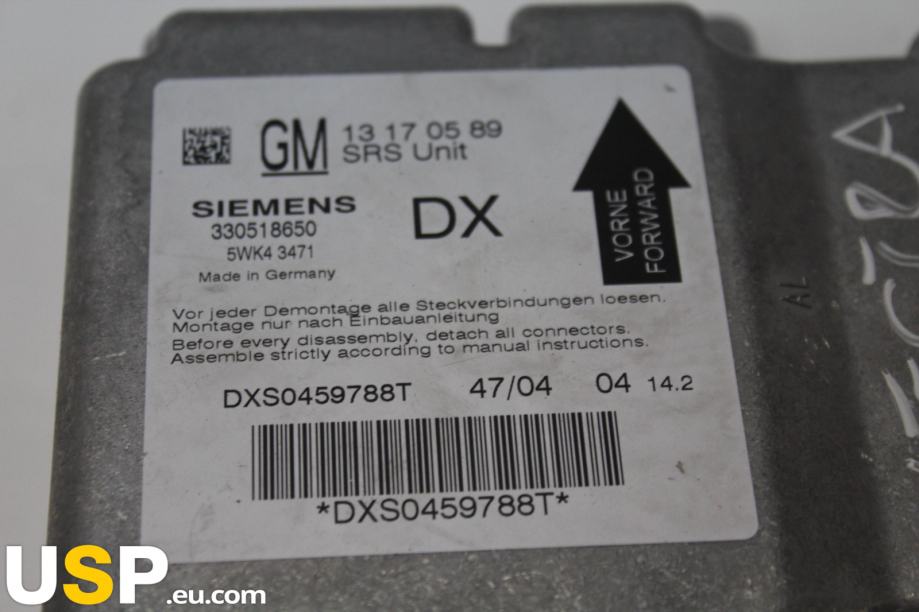 GM 13 17 05 89
SRS Unit
SIEMENS
330518650
5WK4 3471
Made in Germany
DX
VORNE
FORWARD
Vor jeder Demontage alle Steckverbindungen loesen.
Montage nur nach Einbauanleitung
Before every disassembly, detach all connectors.
Assemble strictly according to manual instructions.
DXS0459788T 47/04 04 14.2
*DXS0459788T*
AL
USP.eu.com